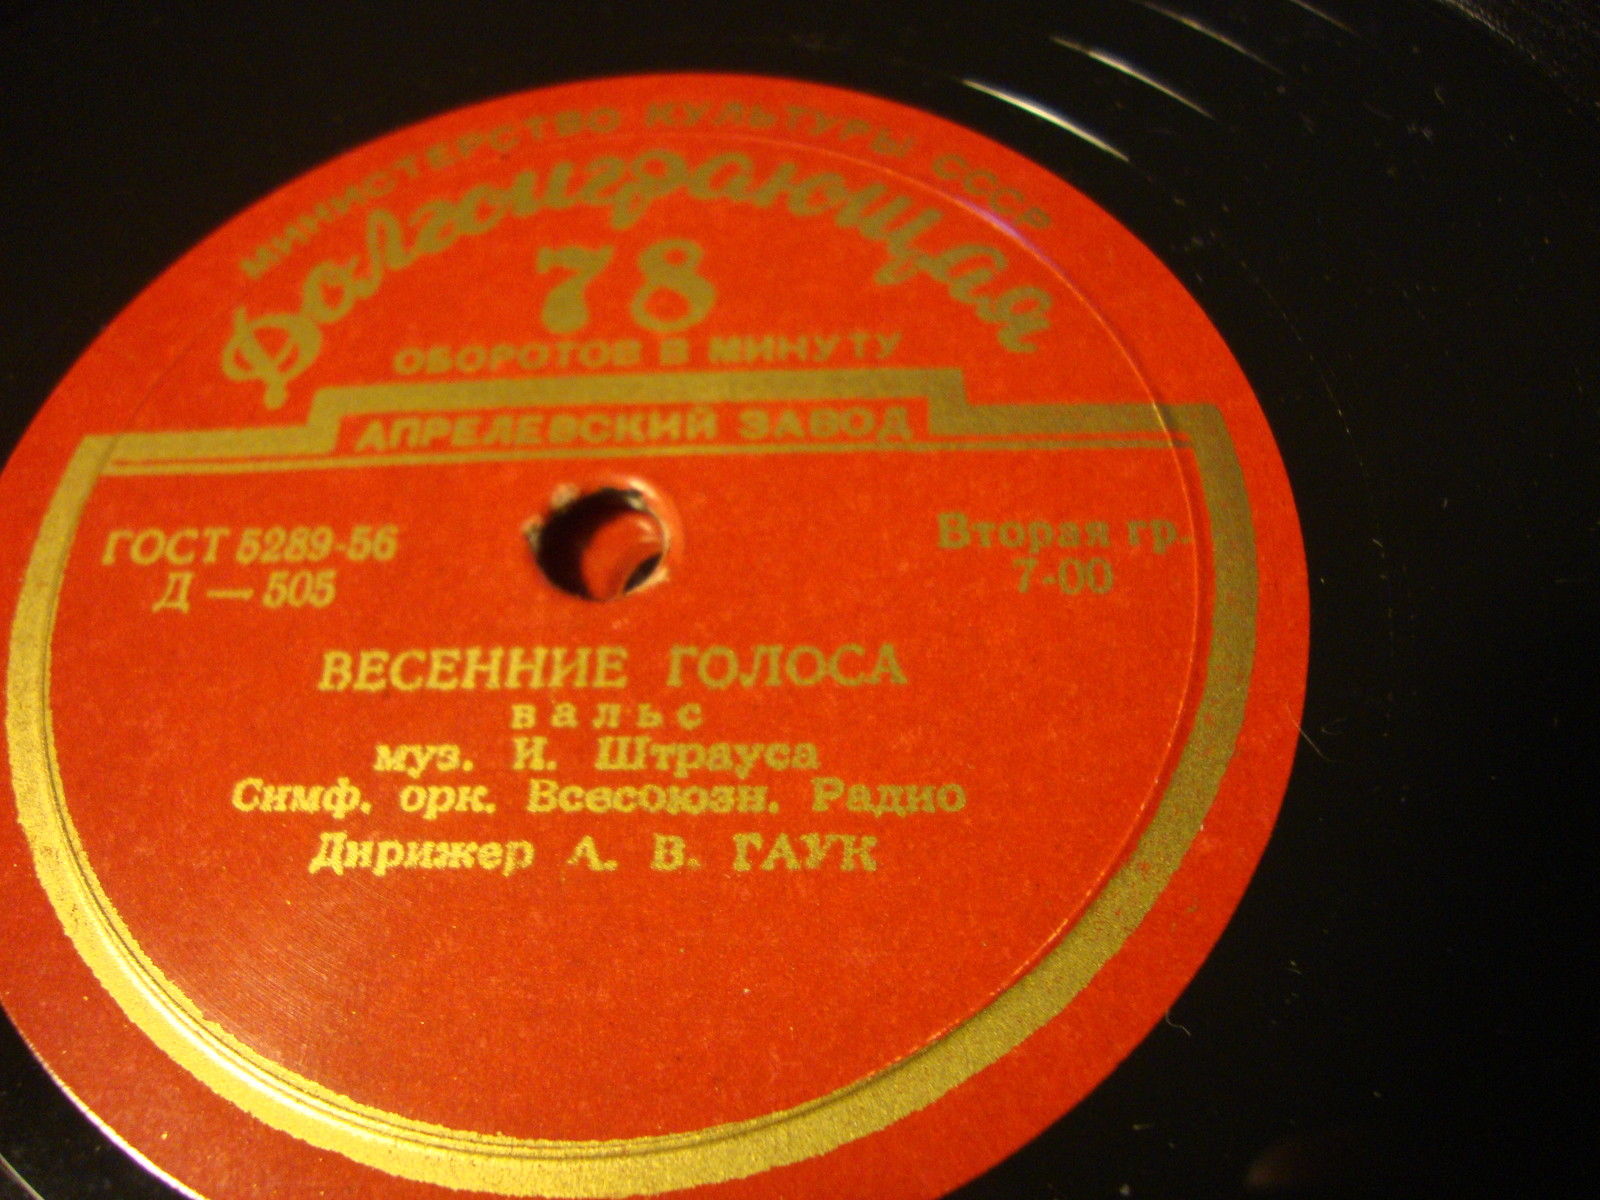 МИНИСТЕРСТВО КУЛЬТУРЫ СССР
Долгоиграющая
78
ОБОРОТОВ В МИНУТУ
АПРЕЛЕВСКИЙ ЗАВОД
ГОСТ 5289-56
Д — 505
Вторая гр.
7-00
ВЕСЕННИЕ ГОЛОСА
вальс
муз. И. Штрауса
Симф. орк. Всесоюзн. Радио
Дирижер А. В. ГАУК